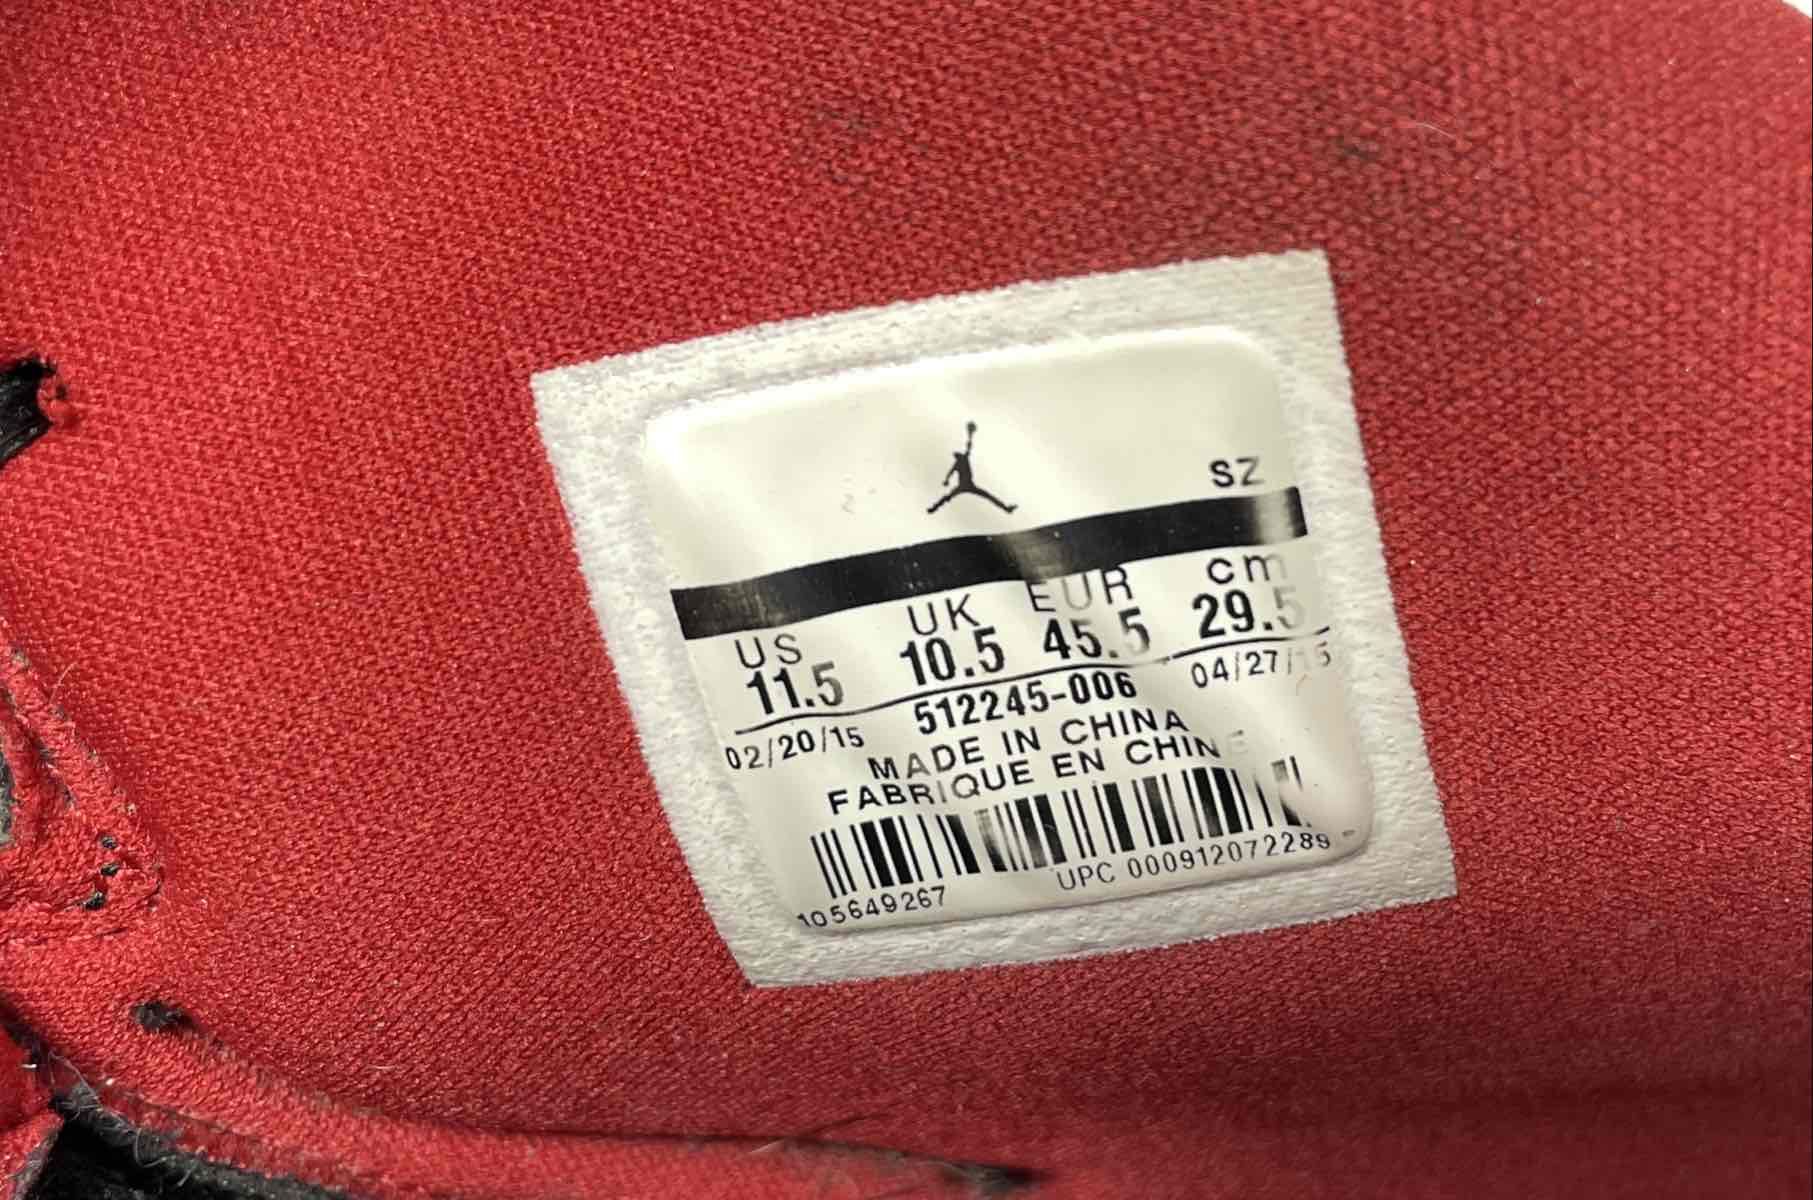 SZ
US UK EUR cm
11.5 10.5 45.5 29.5
02/20/15 512245-006 04/27/15
MADE IN CHINA
FABRIQUE EN CHINE
105649267 UPC 000912072289